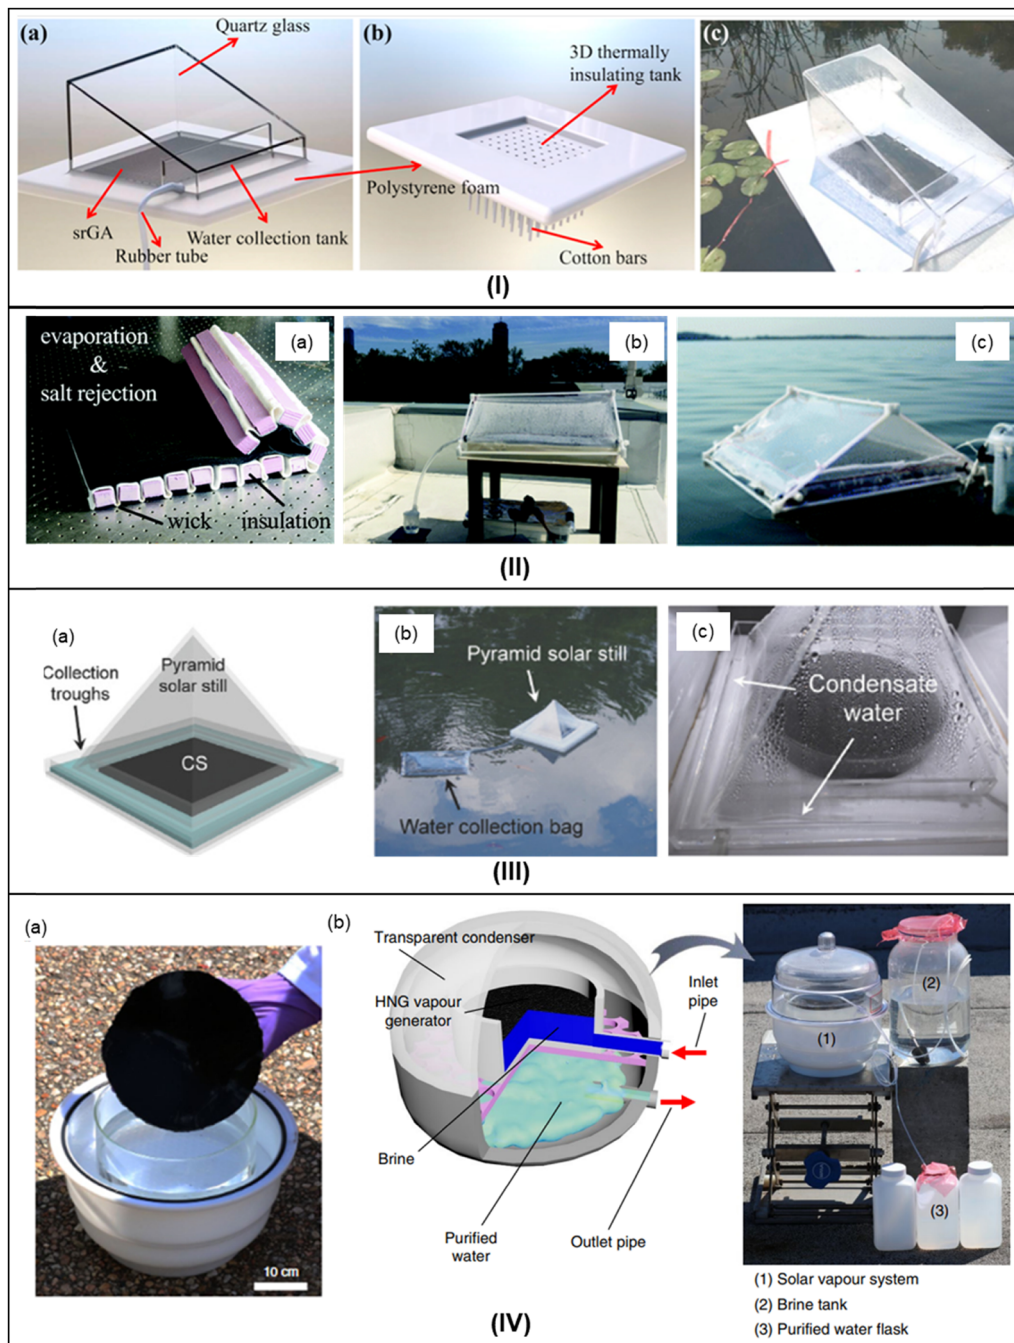 (a)
Quartz glass
srGA
Rubber tube
Water collection tank
(b)
3D thermally
insulating tank
Polystyrene foam
Cotton bars
(c)
(I)
evaporation
&
salt rejection
(a)
wick
insulation
(b)
(c)
(II)
(a)
Collection
troughs
Pyramid
solar still
CS
(b)
Pyramid solar still
Water collection bag
(c)
Condensate
water
(III)
(a)
10 cm
(b)
Transparent condenser
HNG vapour
generator
Inlet
pipe
Brine
Purified
water
Outlet pipe
(1)
(2)
(3)
(1) Solar vapour system
(2) Brine tank
(3) Purified water flask
(IV)